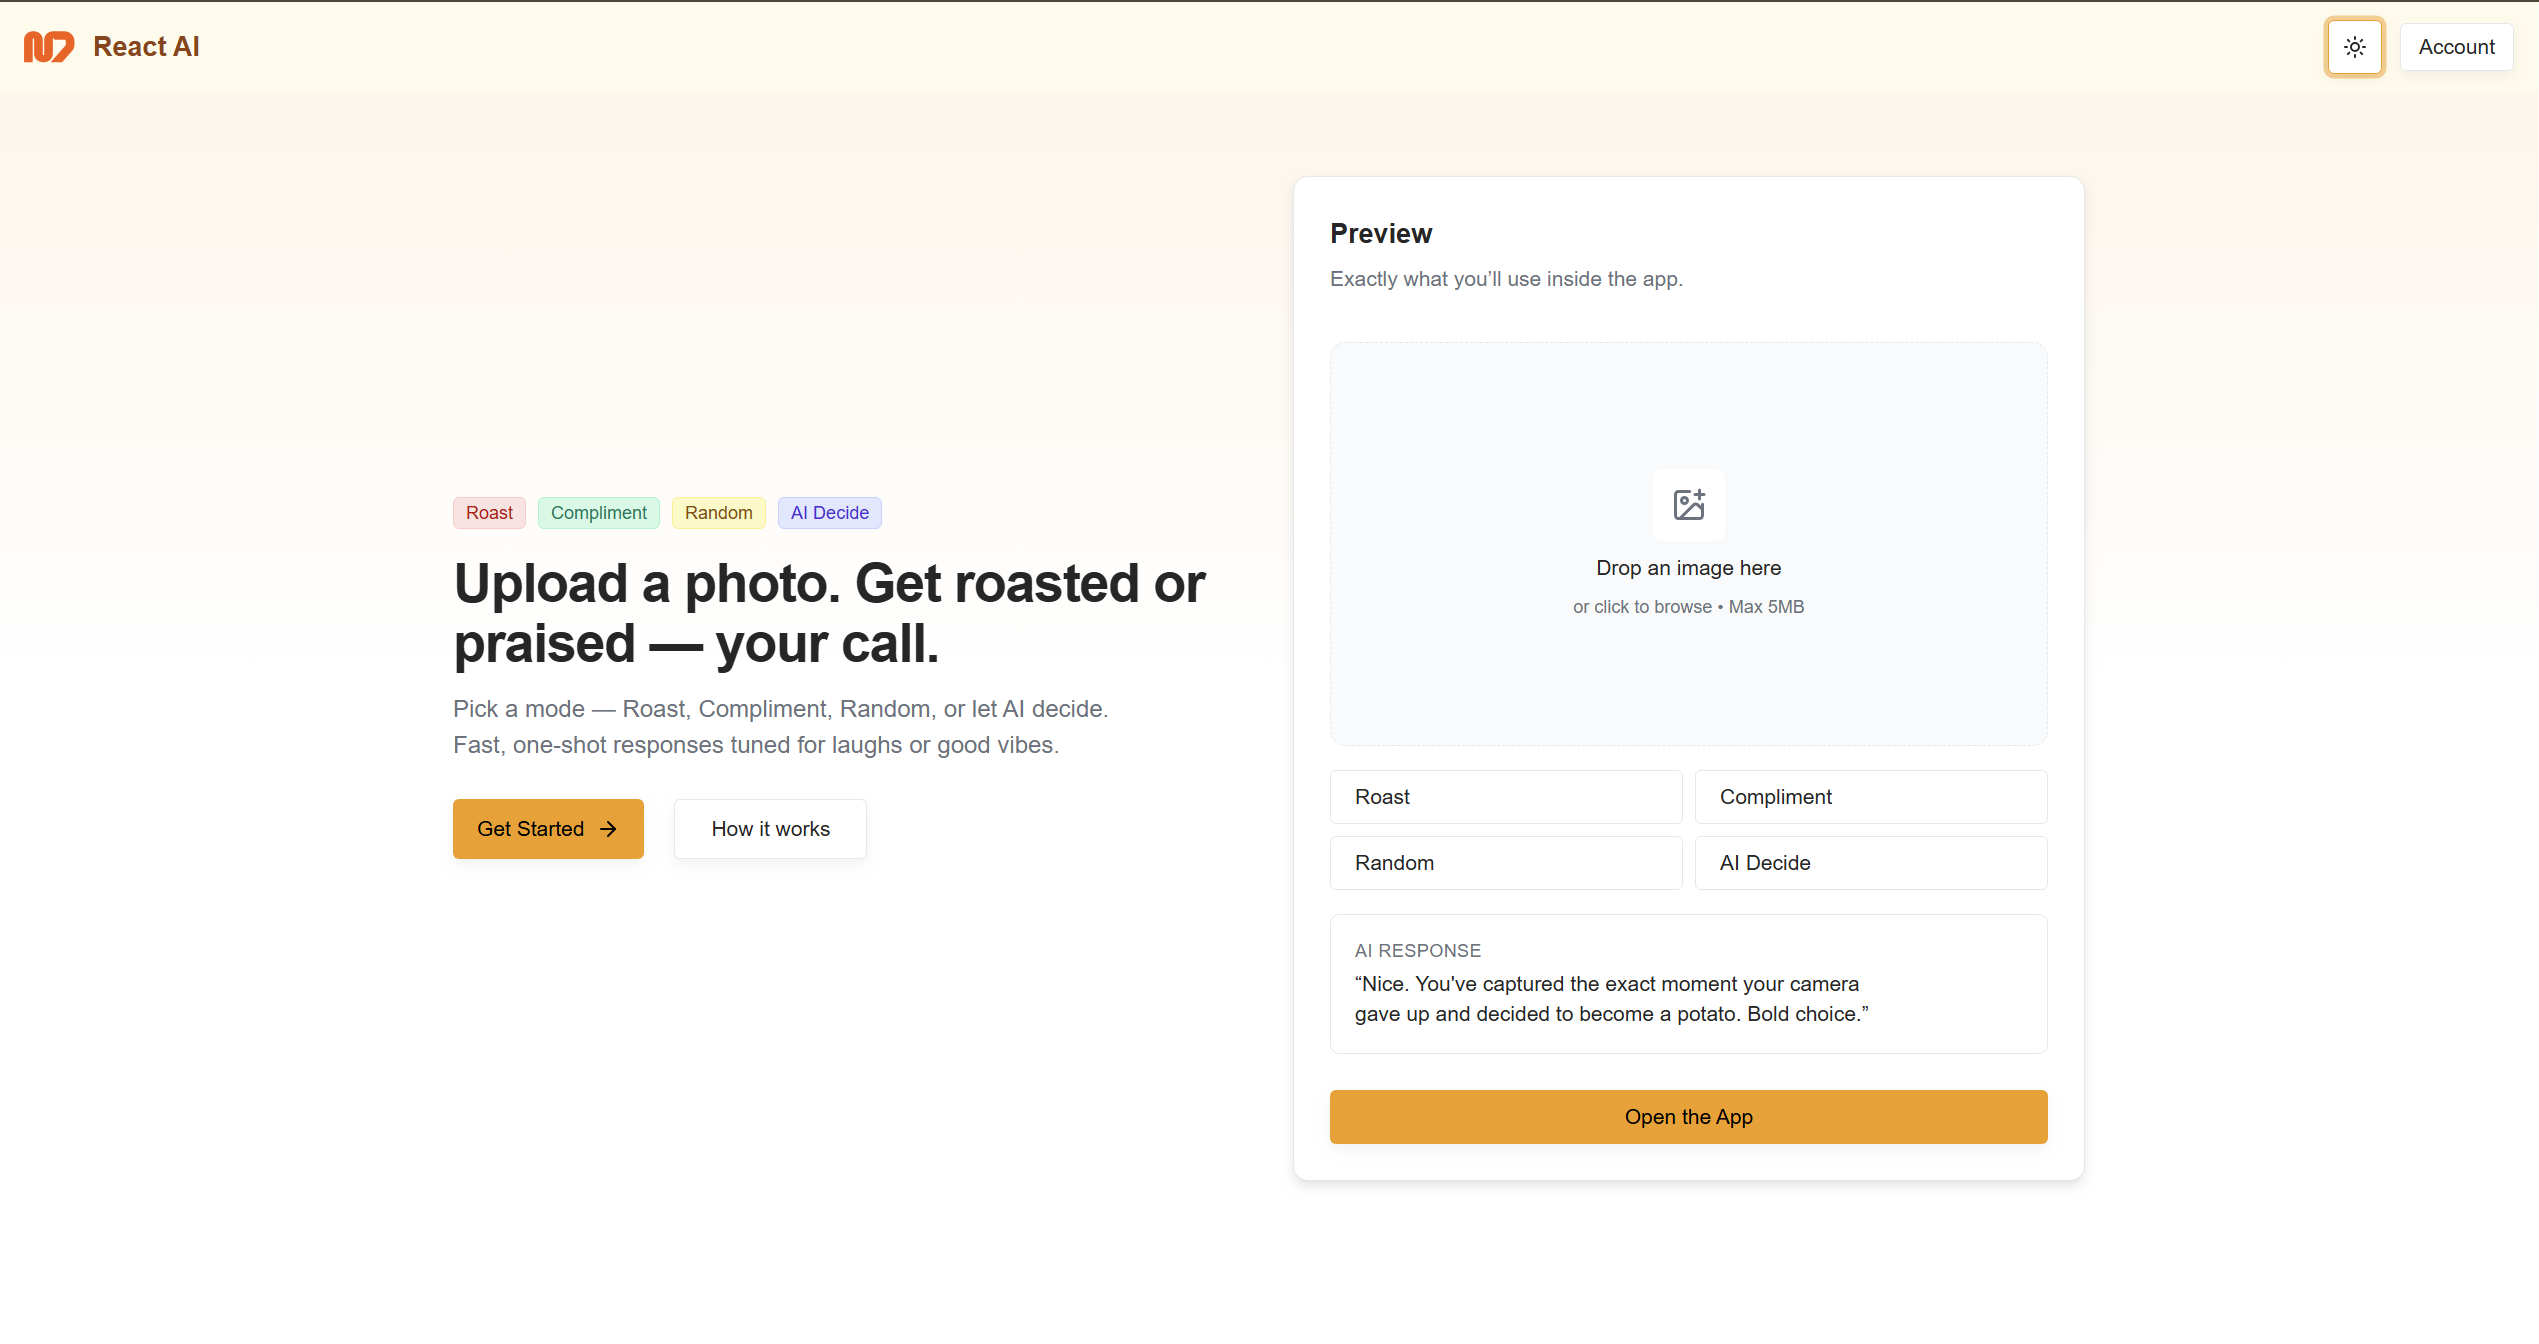 React AI
Account
Roast
Compliment
Random
AI Decide
Upload a photo. Get roasted or
praised — your call.
Pick a mode — Roast, Compliment, Random, or let AI decide.
Fast, one-shot responses tuned for laughs or good vibes.
Get Started
How it works
Preview
Exactly what you’ll use inside the app.
Drop an image here
or click to browse • Max 5MB
Roast
Compliment
Random
AI Decide
AI RESPONSE
“Nice. You've captured the exact moment your camera
gave up and decided to become a potato. Bold choice.”
Open the App